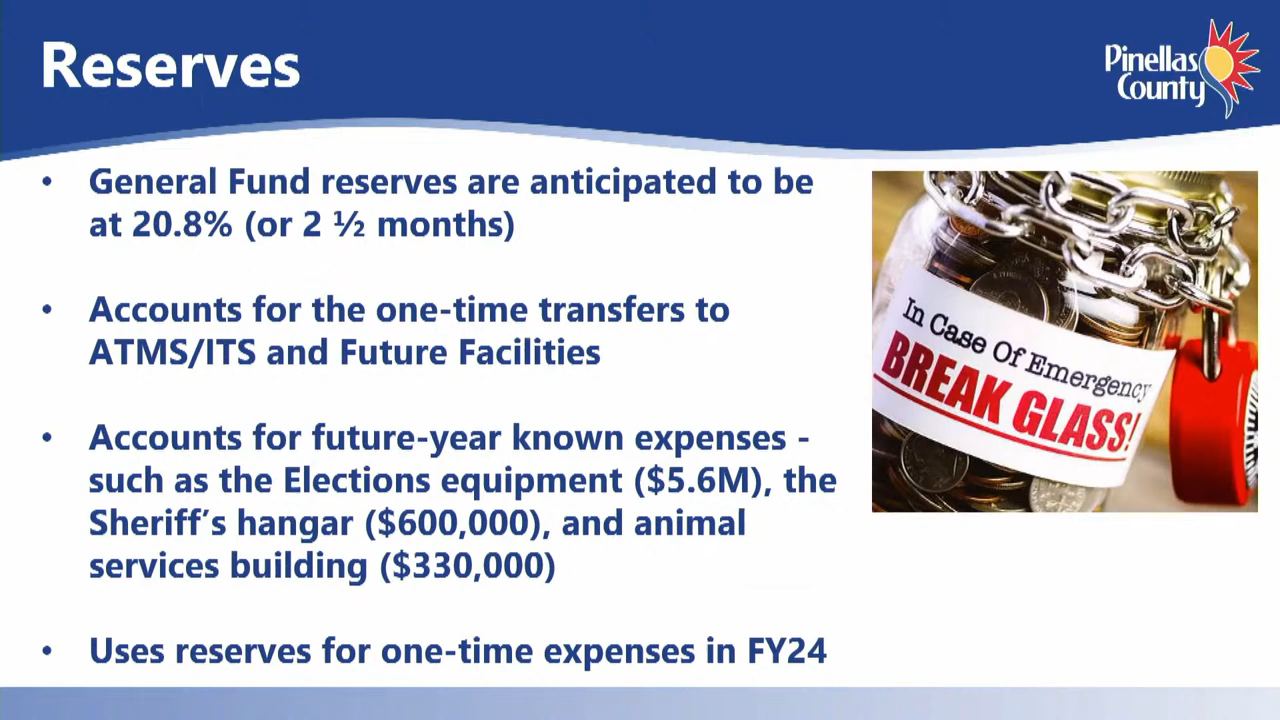 Reserves
Pinellas
County
• General Fund reserves are anticipated to be
at 20.8% (or 2 ½ months)
• Accounts for the one-time transfers to
ATMS/ITS and Future Facilities
• Accounts for future-year known expenses -
such as the Elections equipment ($5.6M), the
Sheriff’s hangar ($600,000), and animal
services building ($330,000)
• Uses reserves for one-time expenses in FY24
In Case Of Emergency
BREAK GLASS!